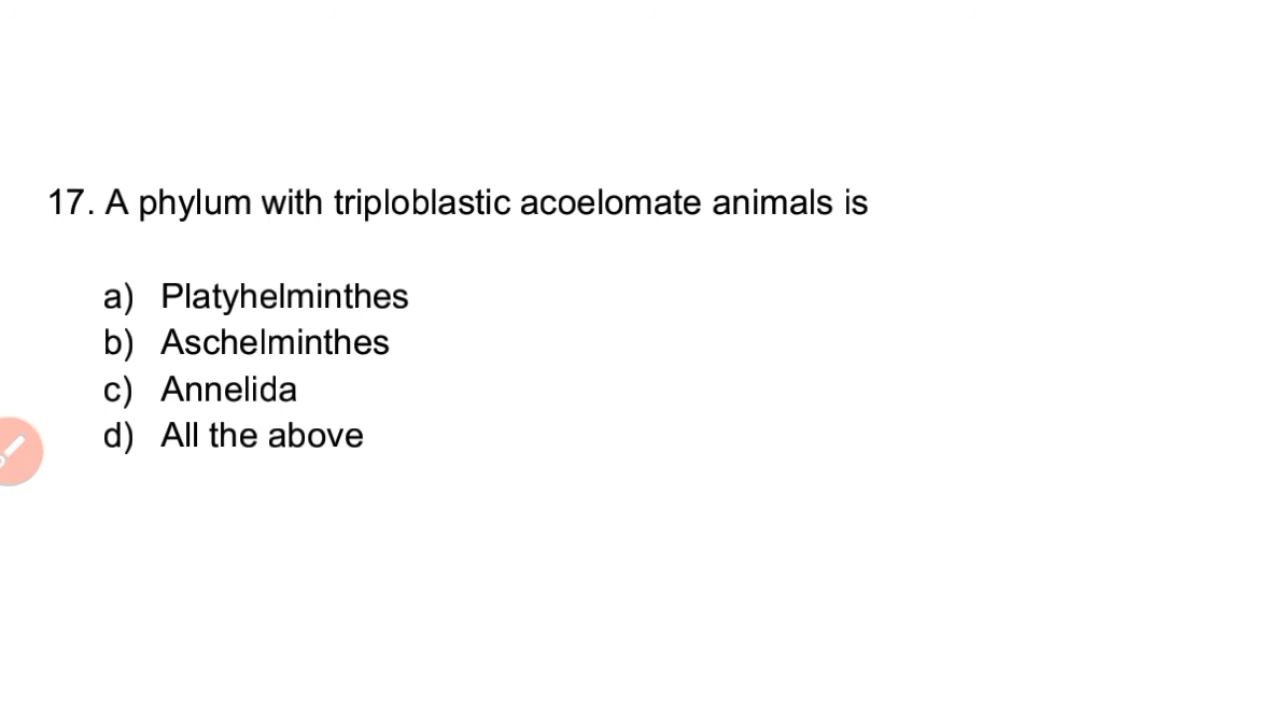 17. A phylum with triploblastic acoelomate animals is
a) Platyhelminthes
b) Aschelminthes
c) Annelida
d) All the above